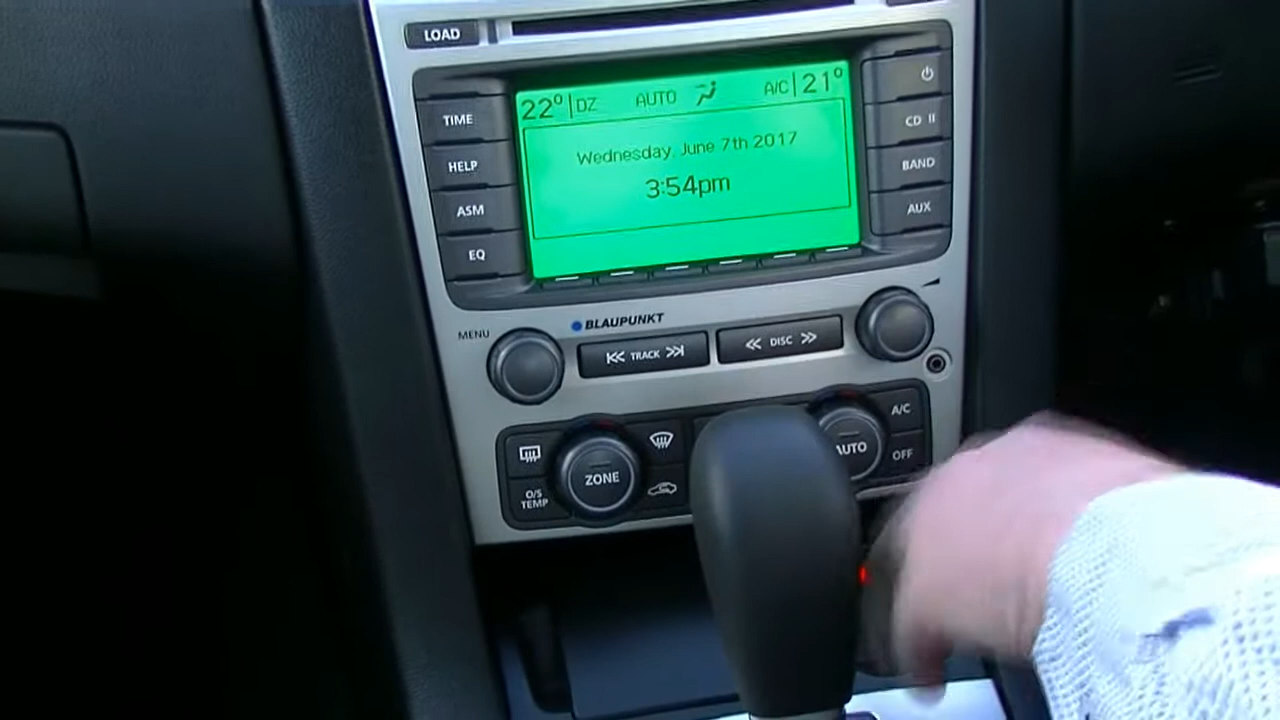 LOAD
22° DZ AUTO A/C 21°
Wednesday, June 7th 2017
3:54pm
TIME
HELP
ASM
EQ
CD II
BAND
AUX
MENU
BLAUPUNKT
TRACK
DISC
ZONE
O/S
TEMP
AUTO
A/C
OFF